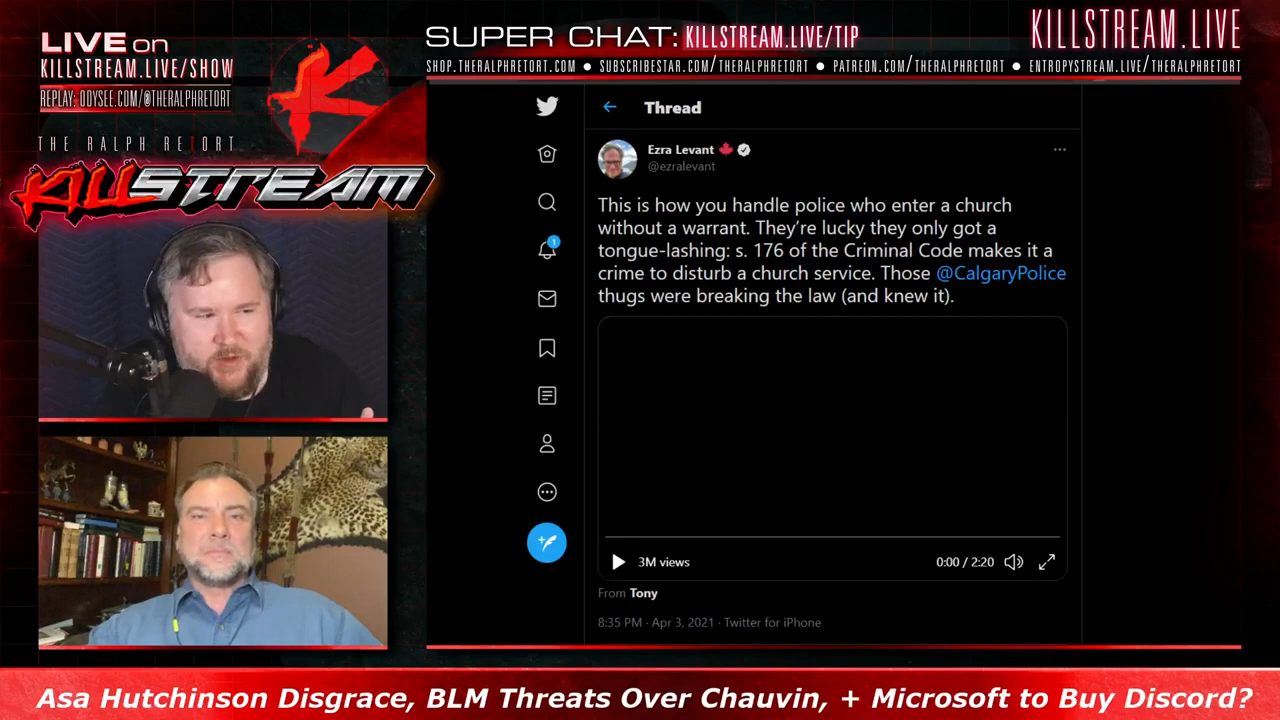 LIVE on
KILLSTREAM.LIVE/SHOW
REPLAY: ODYSEE.COM/@THERALPHRETORT
THE RALPH RETORT
KILLSTREAM
SUPER CHAT: KILLSTREAM.LIVE/TIP
KILLSTREAM.LIVE
SHOP.THERALPHRETORT.COM ● SUBSCRIBESTAR.COM/THERALPHRETORT ● PATREON.COM/THERALPHRETORT ● ENTROPYSTREAM.LIVE/THERALPHRETORT
Thread
Ezra Levant
@ezralevant
This is how you handle police who enter a church
without a warrant. They’re lucky they only got a
tongue-lashing: s. 176 of the Criminal Code makes it a
crime to disturb a church service. Those @CalgaryPolice
thugs were breaking the law (and knew it).
1
3M views
0:00 / 2:20
From Tony
8:35 PM · Apr 3, 2021 · Twitter for iPhone
Asa Hutchinson Disgrace, BLM Threats Over Chauvin, + Microsoft to Buy Discord?